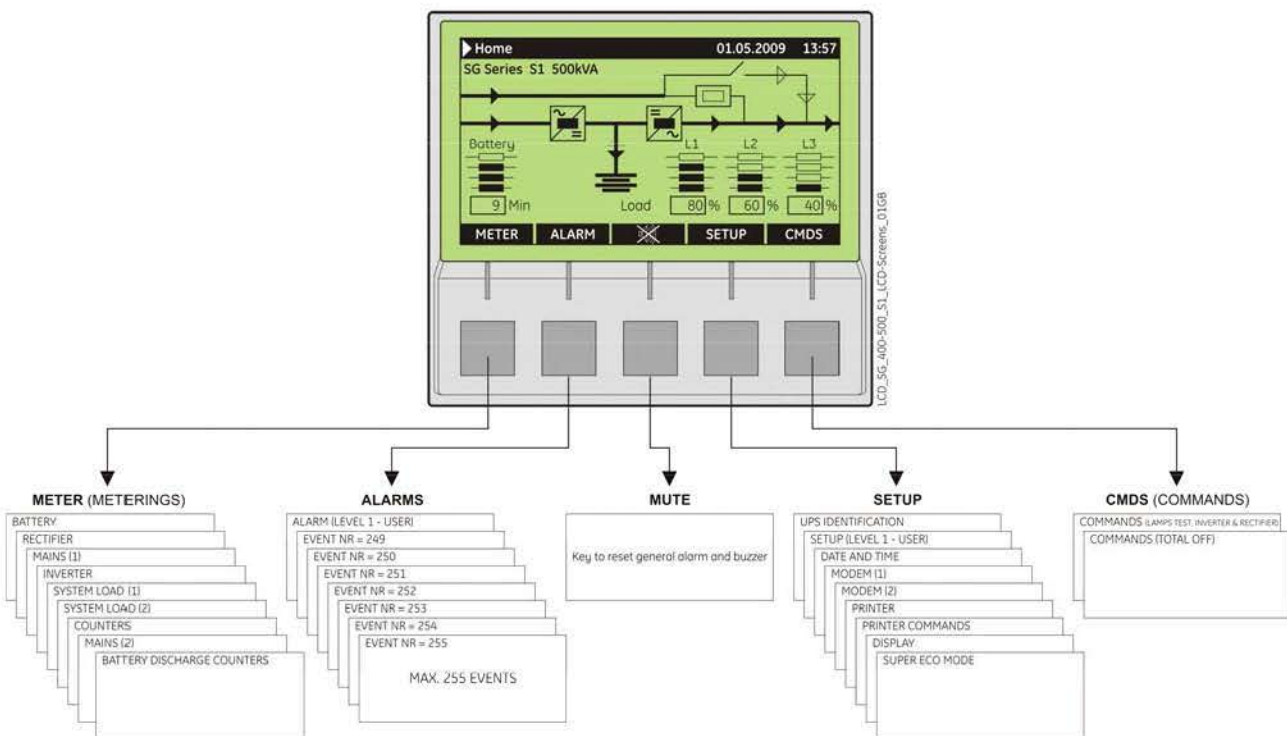 Home 01.05.2009 13:57
SG Series S1 500kVA
Battery L1 L2 L3
9 Min Load 80 % 60 % 40 %
METER ALARM SETUP CMDS
LCD_SG_400-500_S1_LCD-Screens_01GB
METER (METERINGS)
BATTERY
RECTIFIER
MAINS (1)
INVERTER
SYSTEM LOAD (1)
SYSTEM LOAD (2)
COUNTERS
MAINS (2)
BATTERY DISCHARGE COUNTERS
ALARMS
ALARM (LEVEL 1 - USER)
EVENT NR = 249
EVENT NR = 250
EVENT NR = 251
EVENT NR = 252
EVENT NR = 253
EVENT NR = 254
EVENT NR = 255
MAX. 255 EVENTS
MUTE
Key to reset general alarm and buzzer
SETUP
UPS IDENTIFICATION
SETUP (LEVEL 1 - USER)
DATE AND TIME
MODEM (1)
MODEM (2)
PRINTER
PRINTER COMMANDS
DISPLAY
SUPER ECO MODE
CMDS (COMMANDS)
COMMANDS (LAMPS TEST, INVERTER & RECTIFIER)
COMMANDS (TOTAL OFF)